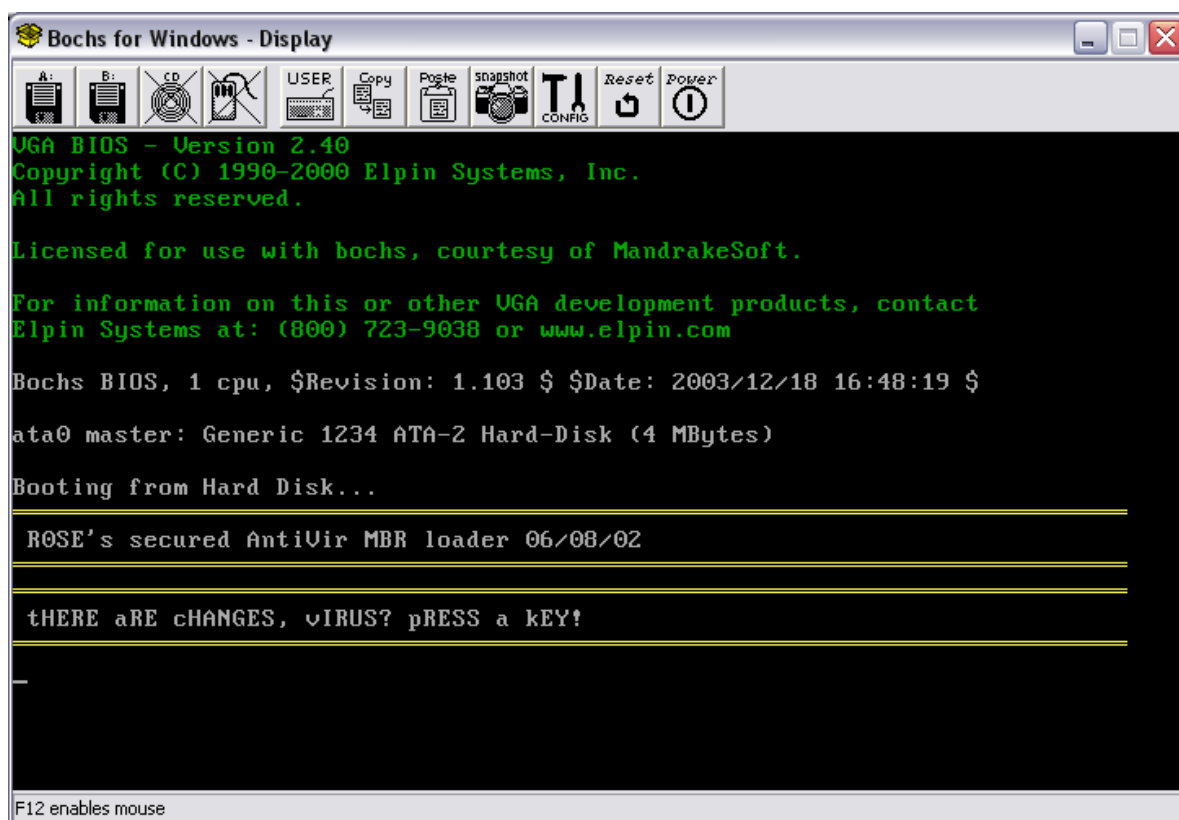 Bochs for Windows - Display
A: B: CD USER Copy Paste snapshot CONFIG Reset Power
VGA BIOS - Version 2.40
Copyright (C) 1990-2000 Elpin Systems, Inc.
All rights reserved.
Licensed for use with bochs, courtesy of MandrakeSoft.
For information on this or other VGA development products, contact
Elpin Systems at: (800) 723-9038 or www.elpin.com
Bochs BIOS, 1 cpu, $Revision: 1.103 $ $Date: 2003/12/18 16:48:19 $
ata0 master: Generic 1234 ATA-2 Hard-Disk (4 MBytes)
Booting from Hard Disk...
ROSE's secured AntiVir MBR loader 06/08/02
tHERE aRE cHANGES, vIRUS? pRESS a kEY!
F12 enables mouse